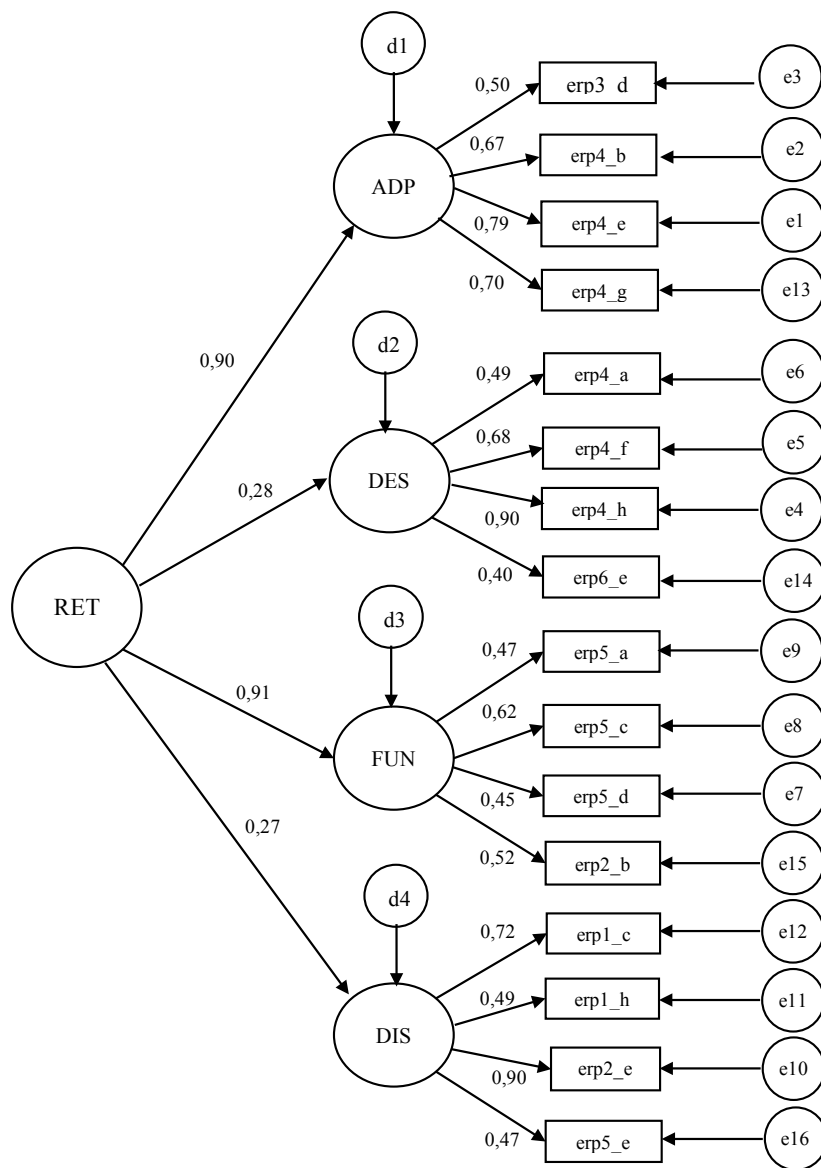 d1
0,50
erp3_d
e3
0,67
erp4_b
e2
ADP
0,79
erp4_e
e1
0,70
erp4_g
e13
0,90
d2
0,49
erp4_a
e6
0,68
erp4_f
e5
DES
0,90
erp4_h
e4
0,28
0,40
erp6_e
e14
RET
d3
0,47
erp5_a
e9
0,91
0,62
erp5_c
e8
FUN
0,45
erp5_d
e7
0,27
0,52
erp2_b
e15
d4
0,72
erp1_c
e12
0,49
erp1_h
e11
DIS
0,90
erp2_e
e10
0,47
erp5_e
e16